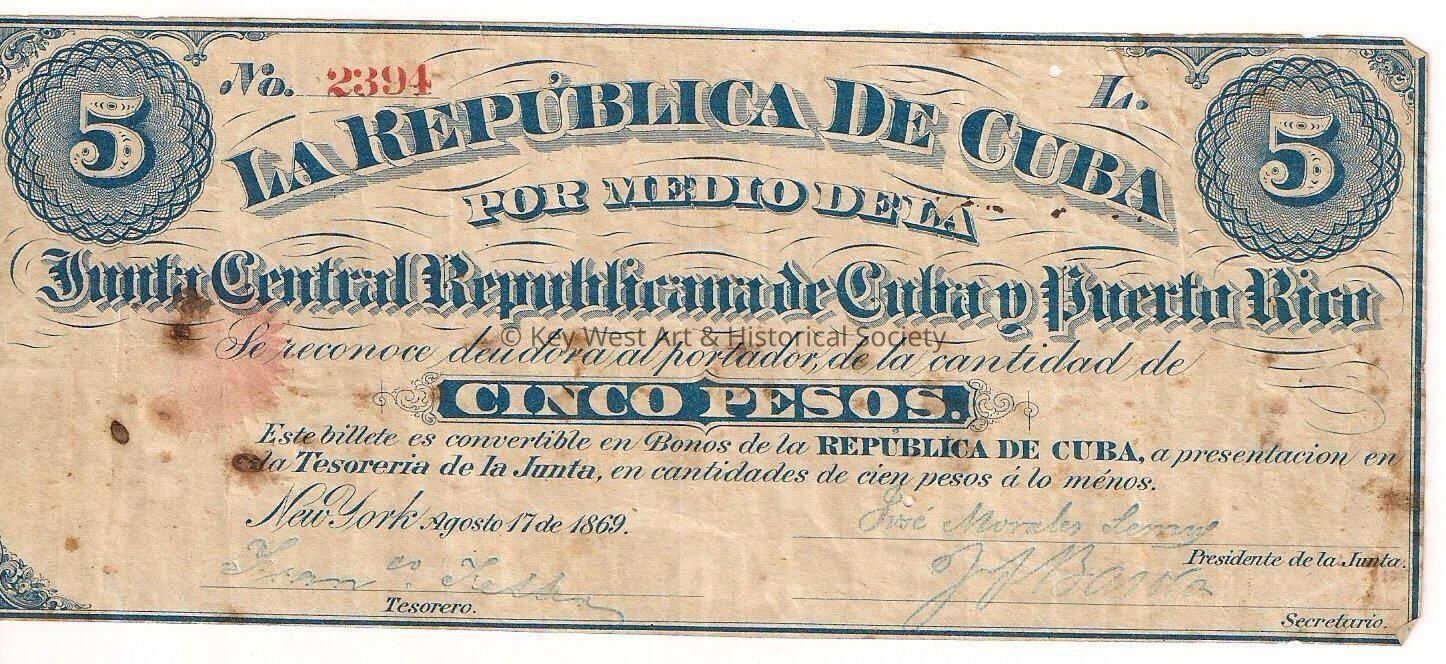 5 No. 2394 L. 5
LA REPÚBLICA DE CUBA
POR MEDIO DE LA
Junta Central Republicana de Cuba y Puerto Rico
© Key West Art & Historical Society
Se reconoce deudora al portador, de la cantidad de
CINCO PESOS.
Este billete es convertible en Bonos de la REPÚBLICA DE CUBA, a presentacion en
la Tesoreria de la Junta, en cantidades de cien pesos á lo ménos.
New York Agosto 17 de 1869.
José Morales Lemus
Presidente de la Junta.
Franco
Tesorero.
Secretario.